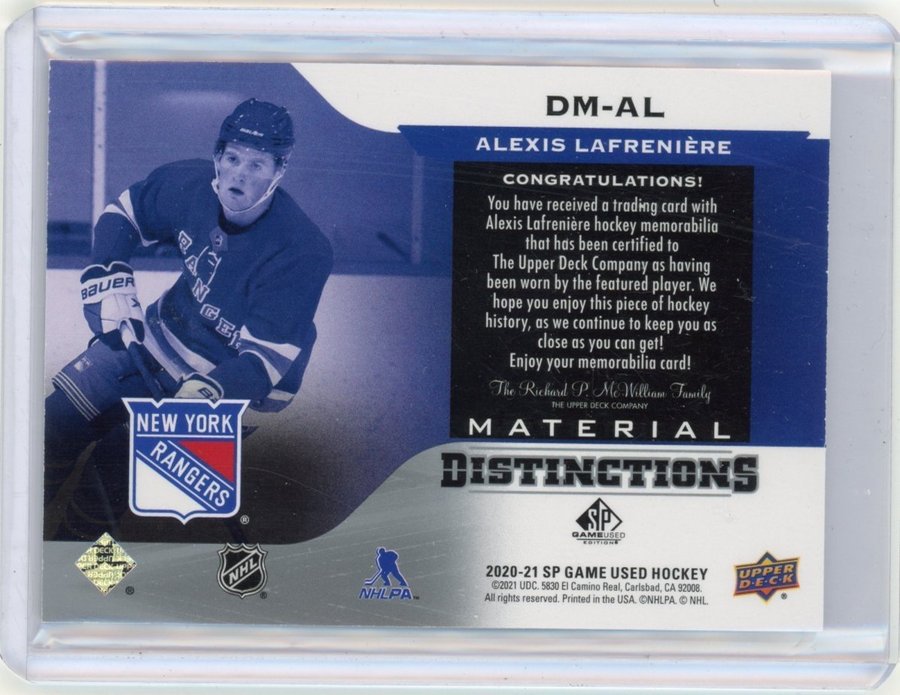 DM-AL
ALEXIS LAFRENIÈRE
CONGRATULATIONS!
You have received a trading card with
Alexis Lafrenière hockey memorabilia
that has been certified to
The Upper Deck Company as having
been worn by the featured player. We
hope you enjoy this piece of hockey
history, as we continue to keep you as
close as you can get!
Enjoy your memorabilia card!
The Richard P. McWilliam Family
THE UPPER DECK COMPANY
MATERIAL
DISTINCTIONS
SP
GAME USED
EDITION
2020-21 SP GAME USED HOCKEY
©2021 UDC. 5830 El Camino Real, Carlsbad, CA 92008.
All rights reserved. Printed in the USA. ©NHLPA. © NHL.
UPPER
DECK
®
BAUER
RANGERS
NEW YORK
RANGERS
®
NHL
®
NHLPA